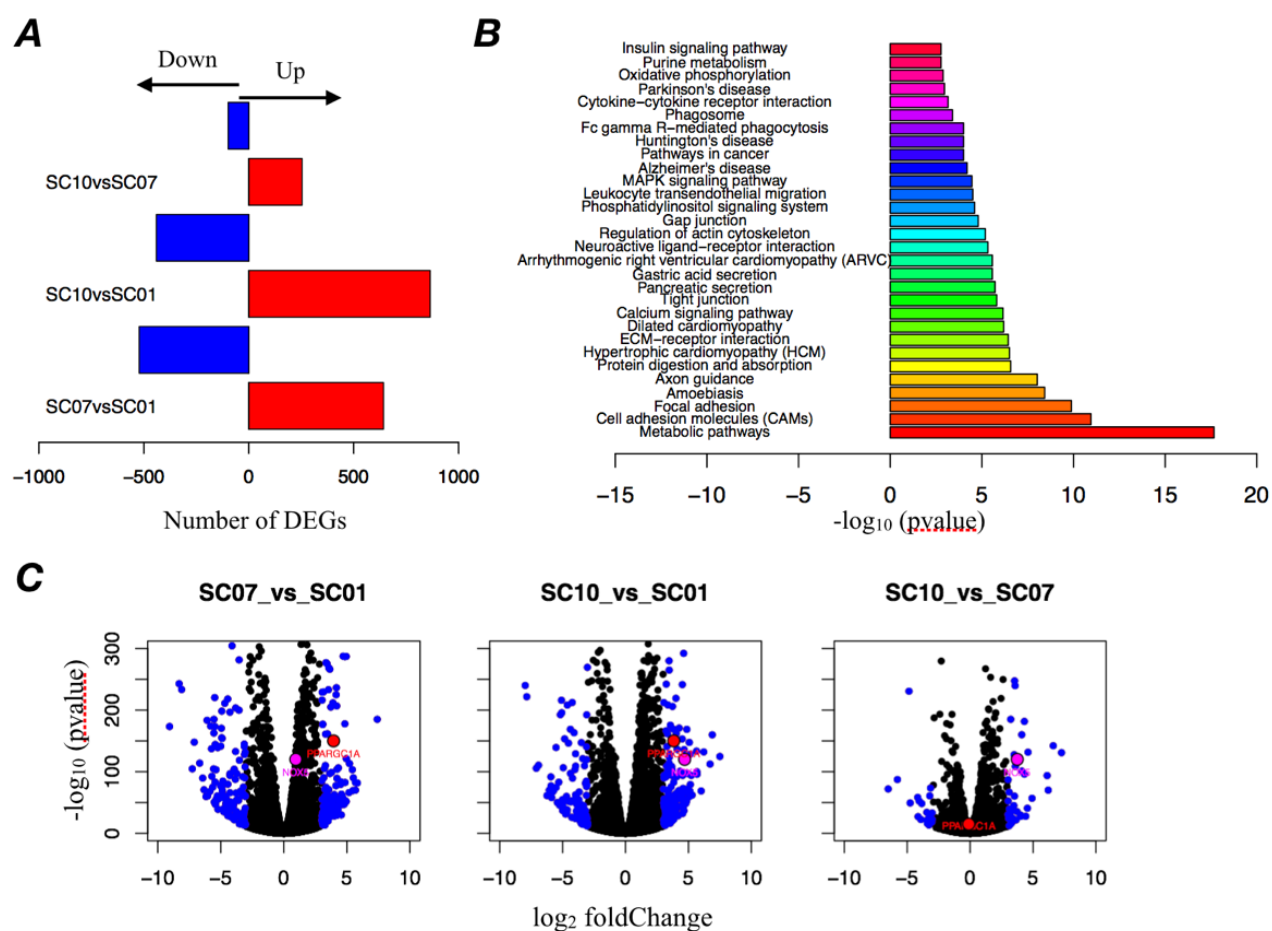 A
Down
Up
SC10vsSC07
SC10vsSC01
SC07vsSC01
−1000 −500 0 500 1000
Number of DEGs
B
Insulin signaling pathway
Purine metabolism
Oxidative phosphorylation
Parkinson's disease
Cytokine−cytokine receptor interaction
Phagosome
Fc gamma R−mediated phagocytosis
Huntington's disease
Pathways in cancer
Alzheimer's disease
MAPK signaling pathway
Leukocyte transendothelial migration
Phosphatidylinositol signaling system
Gap junction
Regulation of actin cytoskeleton
Neuroactive ligand−receptor interaction
Arrhythmogenic right ventricular cardiomyopathy (ARVC)
Gastric acid secretion
Pancreatic secretion
Tight junction
Calcium signaling pathway
Dilated cardiomyopathy
ECM−receptor interaction
Hypertrophic cardiomyopathy (HCM)
Protein digestion and absorption
Axon guidance
Amoebiasis
Focal adhesion
Cell adhesion molecules (CAMs)
Metabolic pathways
−15 −10 −5 0 5 10 15 20
-log10 (pvalue)
C
SC07_vs_SC01 SC10_vs_SC01 SC10_vs_SC07
-log10 (pvalue)
300
200
100
0
PPARGC1A
PPARGC1A
−10 −5 0 5 10
−10 −5 0 5 10
−10 −5 0 5 10
log2 foldChange